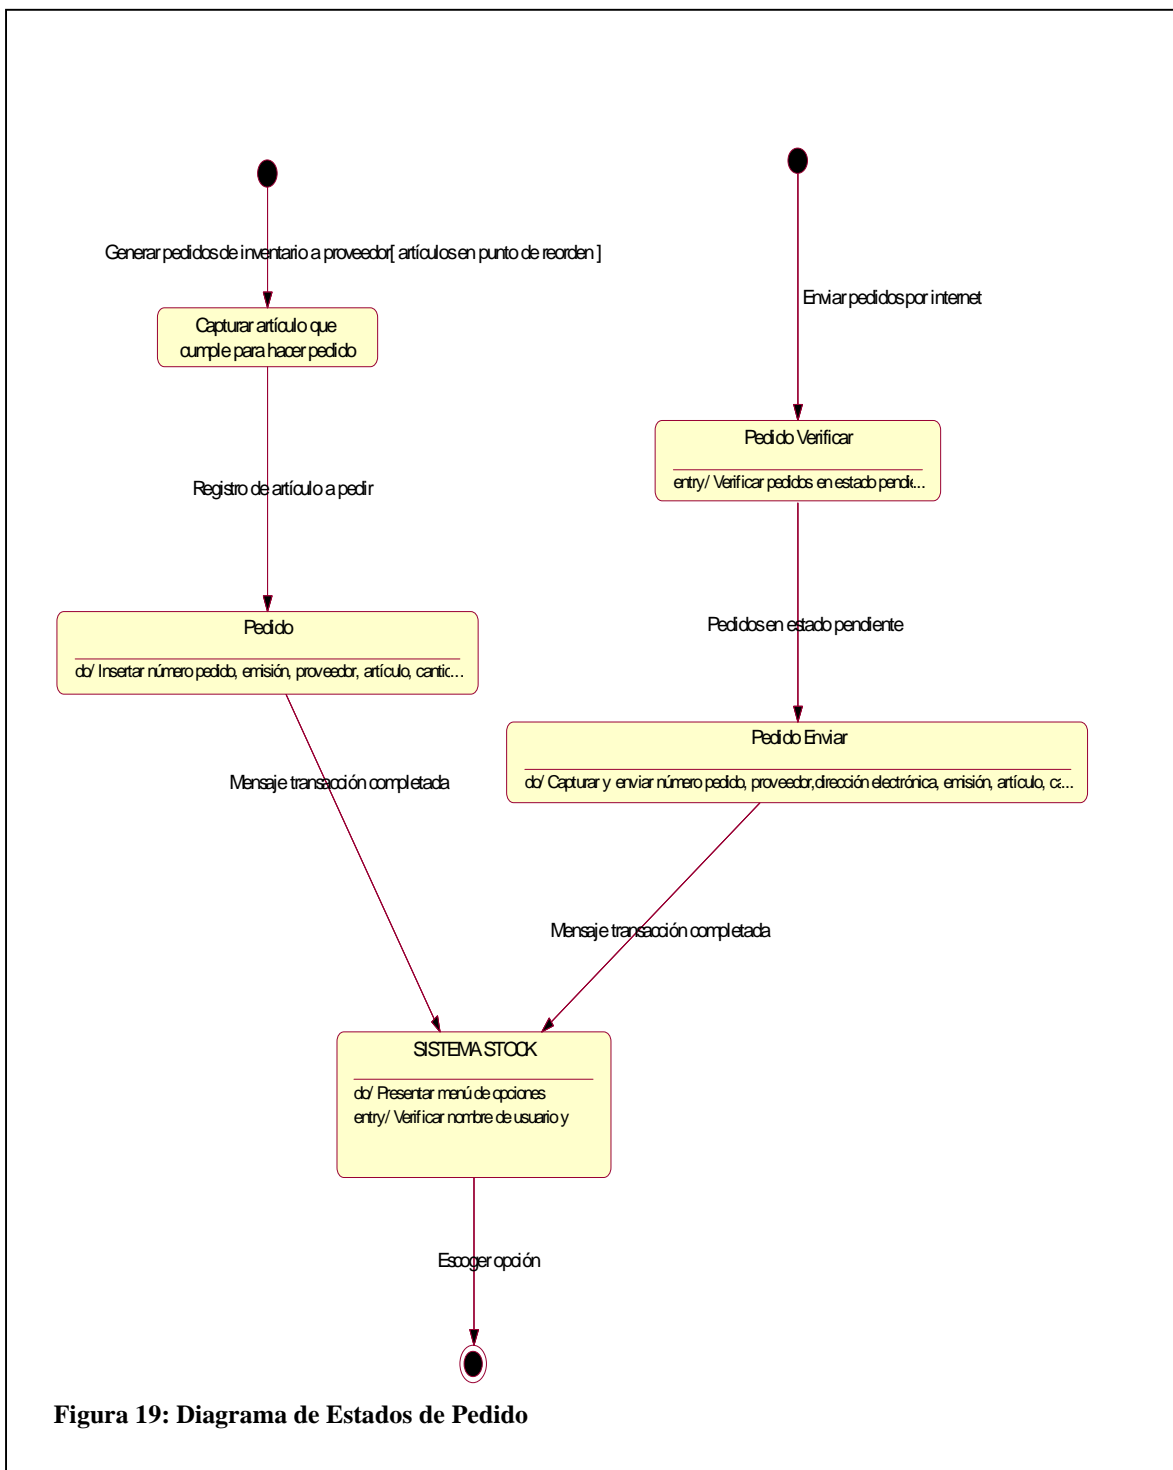 Generar pedidos de inventario a proveedor[ artículos en punto de reorden ]
Enviar pedidos por internet
Capturar artículo que
cumple para hacer pedido
Pedido Verificar
entry/ Verificar pedidos en estado pendie...
Registro de artículo a pedir
Pedido
do/ Insertar número pedido, emisión, proveedor, artículo, cantid...
Pedidos en estado pendiente
Pedido Enviar
do/ Capturar y enviar número pedido, proveedor,dirección electrónica, emisión, artículo, ca...
Mensaje transacción completada
Mensaje transacción completada
SISTEMA STOCK
do/ Presentar menú de opciones
entry/ Verificar nombre de usuario y
Escoger opción
Figura 19: Diagrama de Estados de Pedido